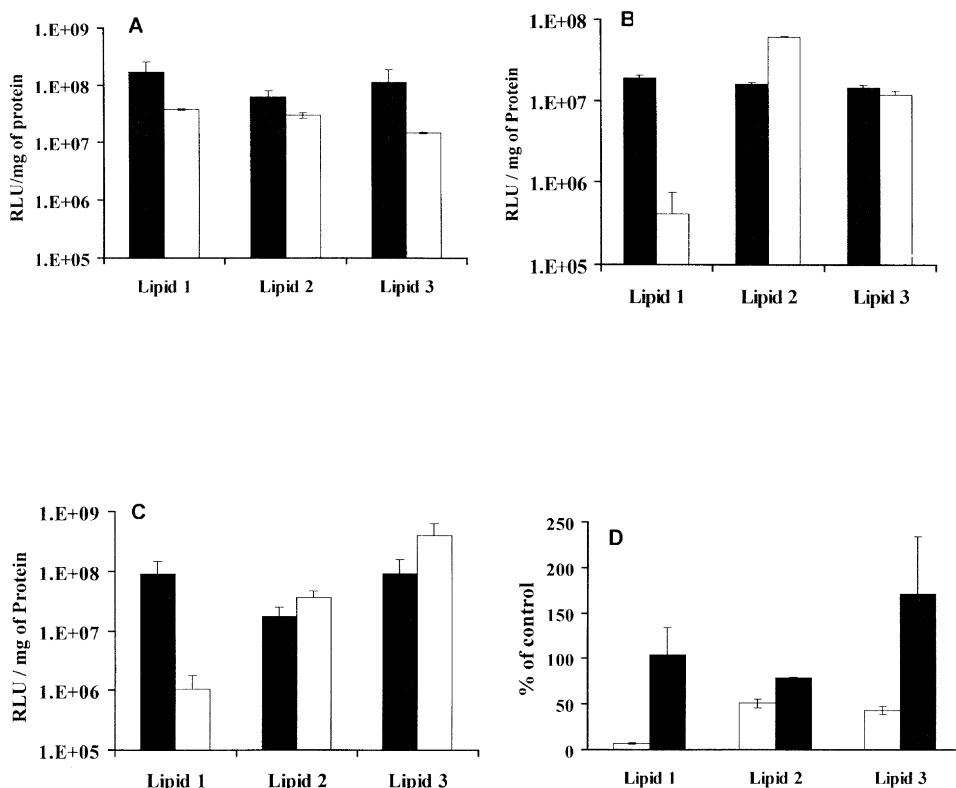 A
RLU/mg of protein
1.E+09
1.E+08
1.E+07
1.E+06
1.E+05
Lipid 1 Lipid 2 Lipid 3
B
RLU / mg of Protein
1.E+08
1.E+07
1.E+06
1.E+05
Lipid 1 Lipid 2 Lipid 3
C
RLU / mg of Protein
1.E+09
1.E+08
1.E+07
1.E+06
1.E+05
Lipid 1 Lipid 2 Lipid 3
D
% of control
250
200
150
100
50
0
Lipid 1 Lipid 2 Lipid 3